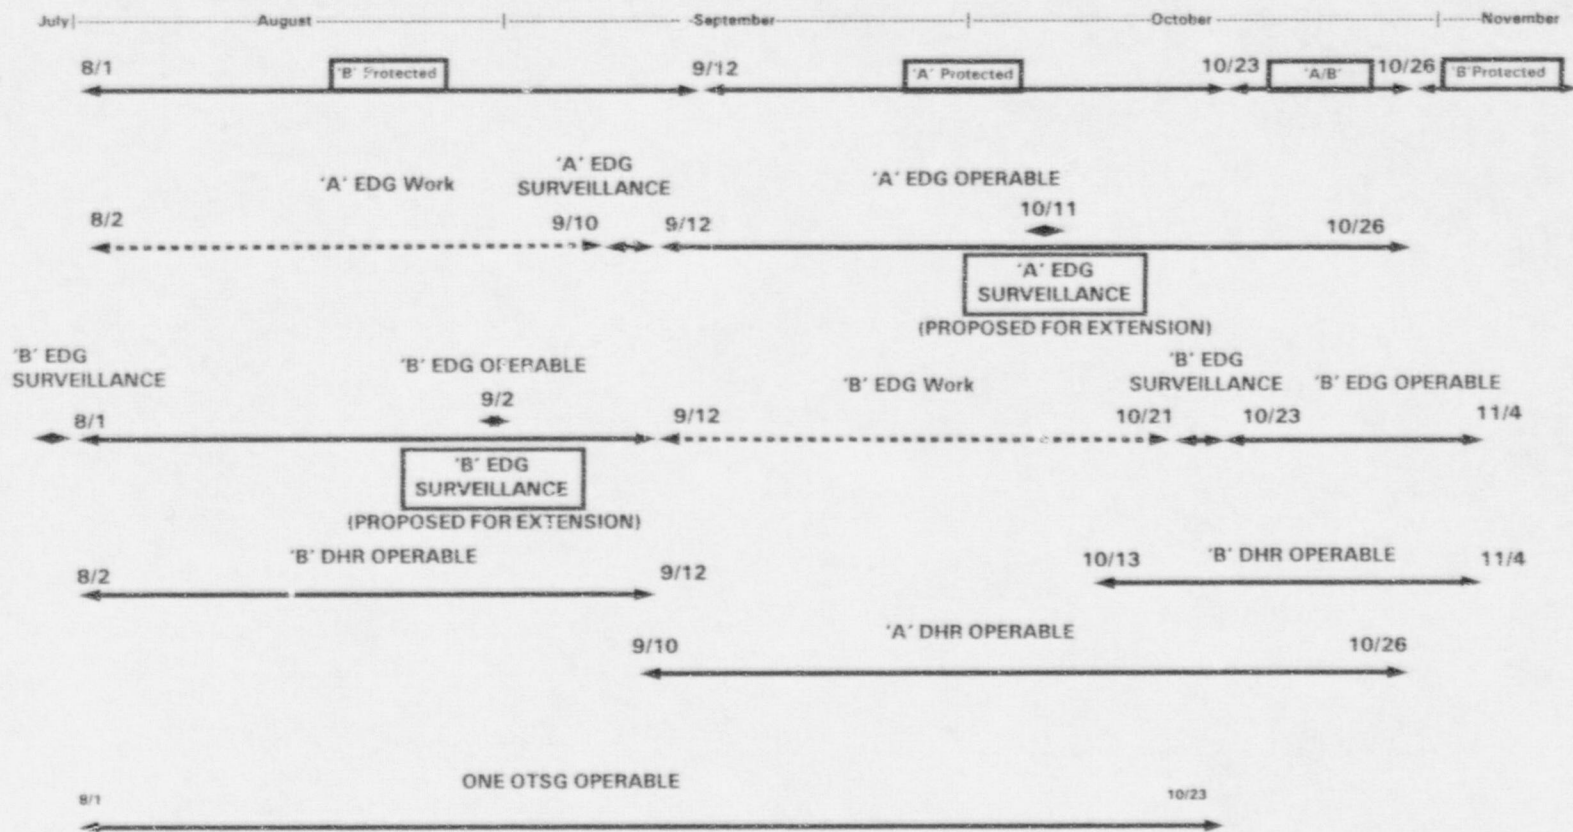 July|---------------------August---------------------|---------------------September---------------------|---------------------October---------------------|------November
8/1 'B' Protected 9/12 'A' Protected 10/23 'A/B' 10/26 'B' Protected
'A' EDG Work
'A' EDG
SURVEILLANCE
'A' EDG OPERABLE
8/2 9/10 9/12 10/11 10/26
'A' EDG
SURVEILLANCE
(PROPOSED FOR EXTENSION)
'B' EDG
SURVEILLANCE
'B' EDG OPERABLE
'B' EDG Work
'B' EDG
SURVEILLANCE
'B' EDG OPERABLE
8/1 9/2 9/12 10/21 10/23 11/4
'B' EDG
SURVEILLANCE
(PROPOSED FOR EXTENSION)
'B' DHR OPERABLE
8/2 9/12
'B' DHR OPERABLE
10/13 11/4
'A' DHR OPERABLE
9/10 10/26
ONE OTSG OPERABLE
8/1 10/23